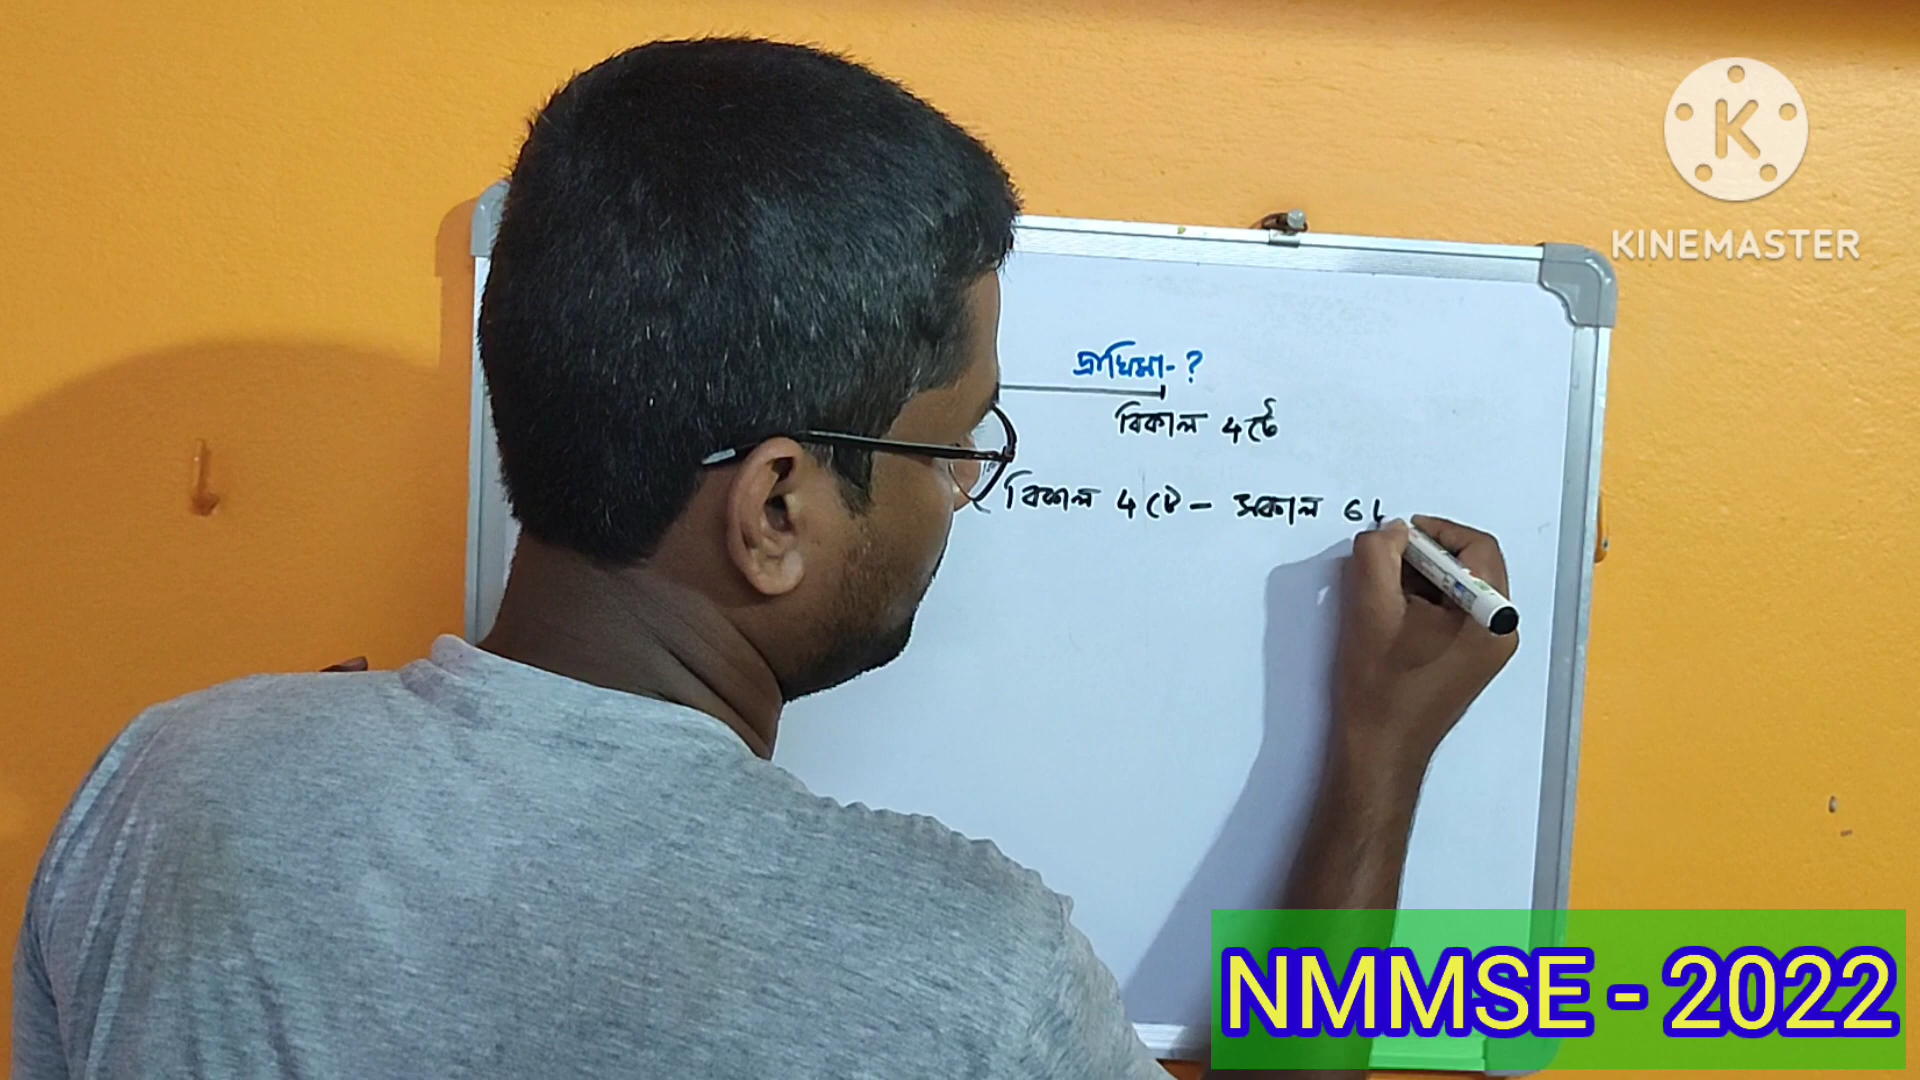 KINEMASTER
দ্রাঘিমা-?
বিকাল 4টে
বিকাল 4টে - সকাল 6
NMMSE - 2022